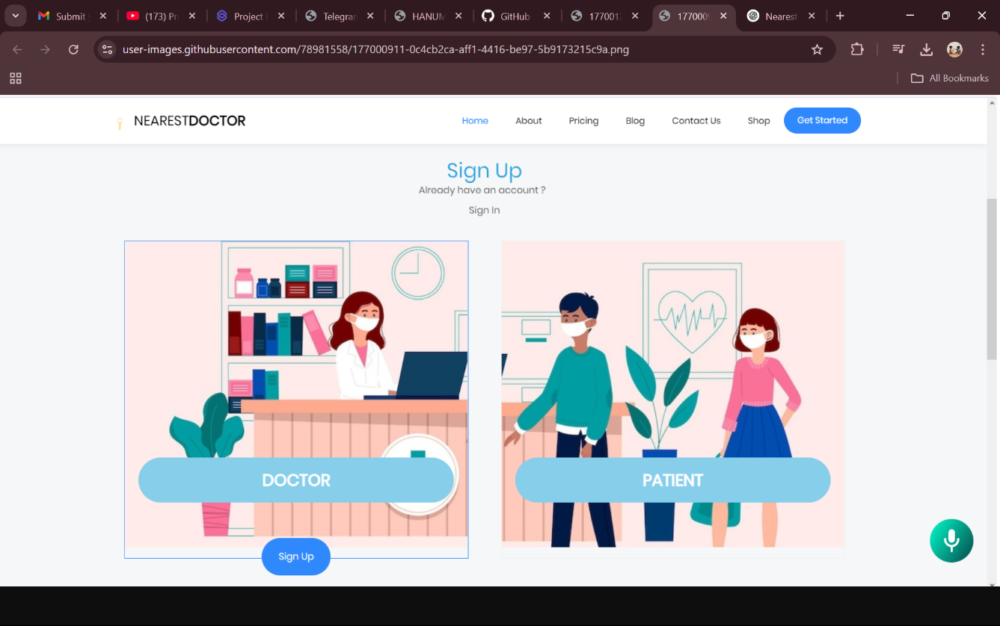 Submit
(173) Pr
Project
Telegran
HANUM
GitHub
177001
177000
Nearest
user-images.githubusercontent.com/78981558/177000911-0c4cb2ca-aff1-4416-be97-5b9173215c9a.png
All Bookmarks
NEARESTDOCTOR
Home
About
Pricing
Blog
Contact Us
Shop
Get Started
Sign Up
Already have an account ?
Sign In
DOCTOR
PATIENT
Sign Up